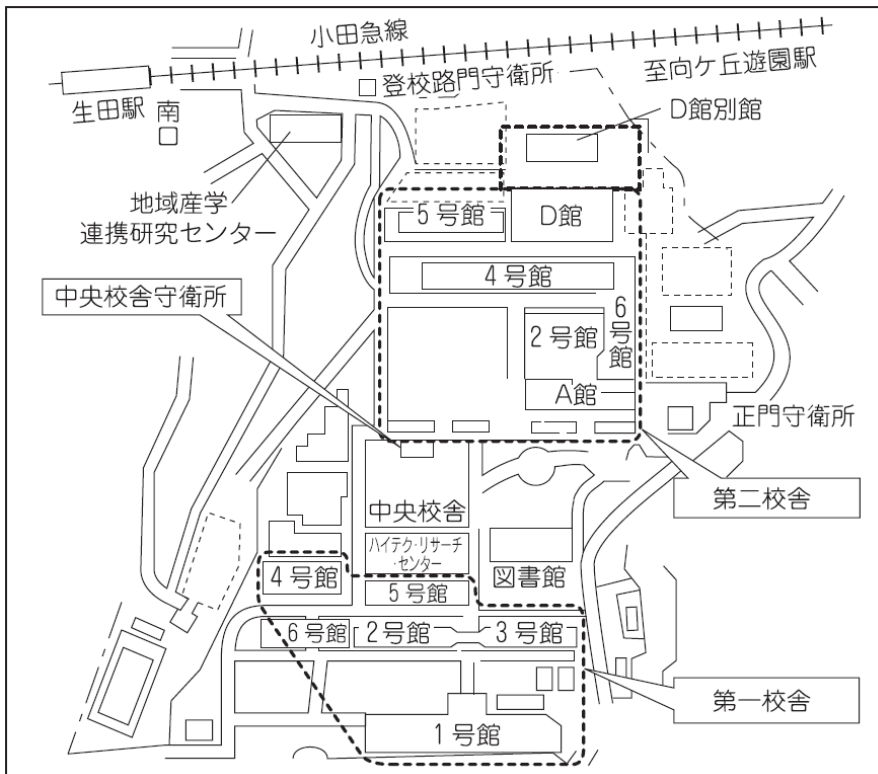 小田急線
登校路門守衛所
至向ケ丘遊園駅
生田駅
南
D館別館
地域産学
連携研究センター
5号館
D館
4号館
中央校舎守衛所
6号館
2号館
A館
正門守衛所
第二校舎
中央校舎
ハイテク・リサーチ
・センター
図書館
4号館
5号館
6号館
2号館
3号館
第一校舎
1号館